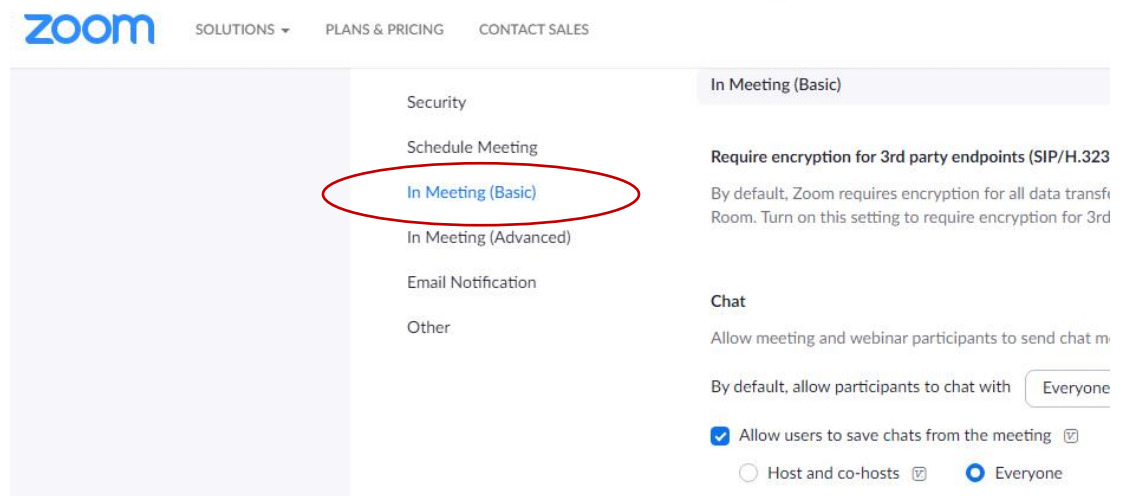 zoom SOLUTIONS PLANS & PRICING CONTACT SALES
Security
Schedule Meeting
In Meeting (Basic)
In Meeting (Advanced)
Email Notification
Other
In Meeting (Basic)
Require encryption for 3rd party endpoints (SIP/H.323
By default, Zoom requires encryption for all data transfe
Room. Turn on this setting to require encryption for 3rd
Chat
Allow meeting and webinar participants to send chat m
By default, allow participants to chat with Everyone
Allow users to save chats from the meeting
Host and co-hosts Everyone